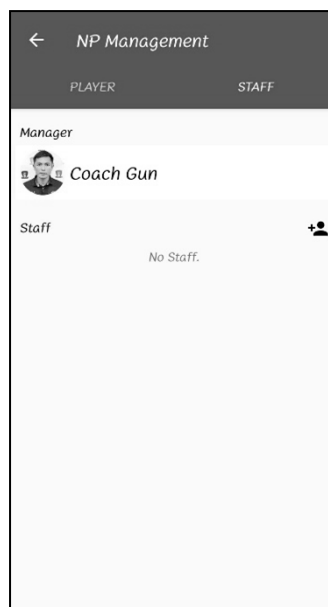 NP Management
PLAYER STAFF
Manager
Coach Gun
Staff
No Staff.